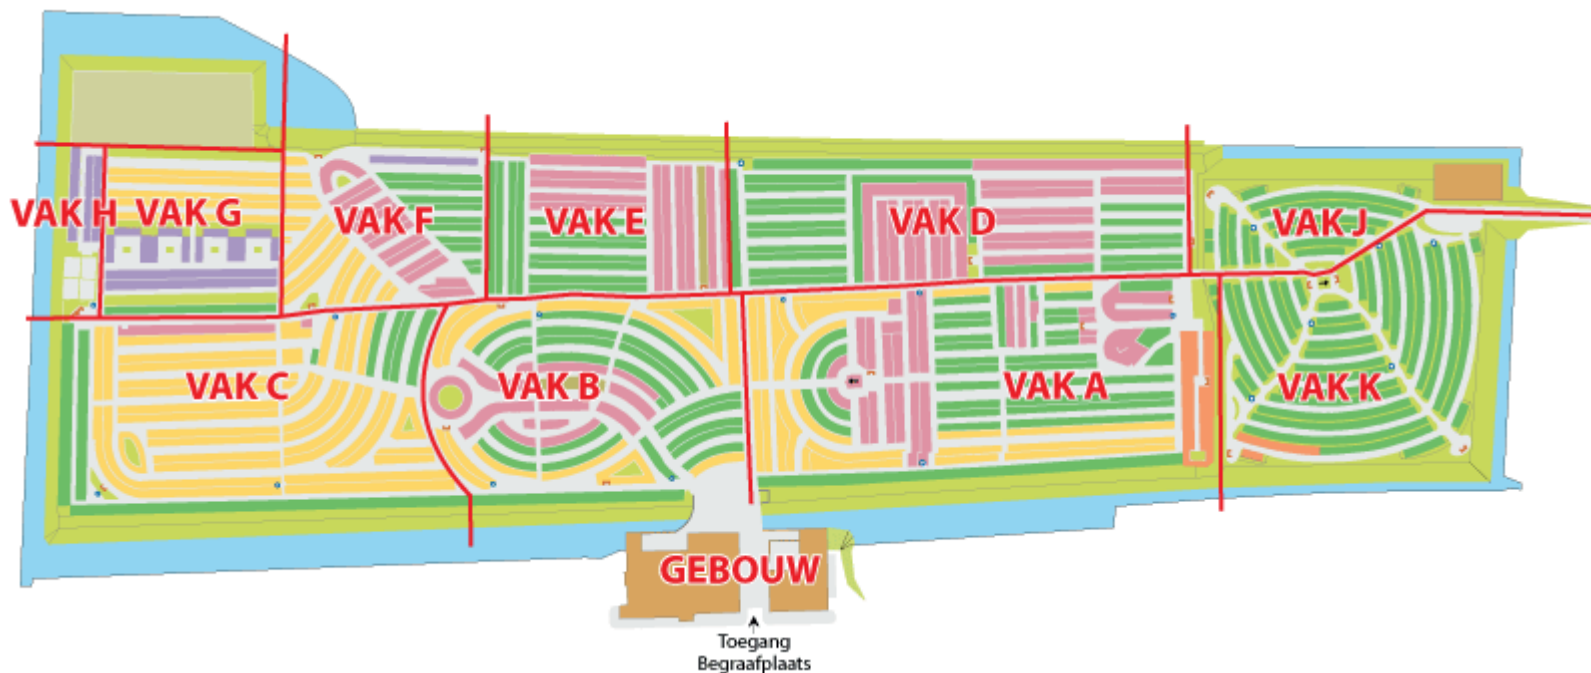 VAK H
VAK G
VAK F
VAK E
VAK D
VAK J
VAK C
VAK B
VAK A
VAK K
GEBOUW
Toegang
Begraafplaats